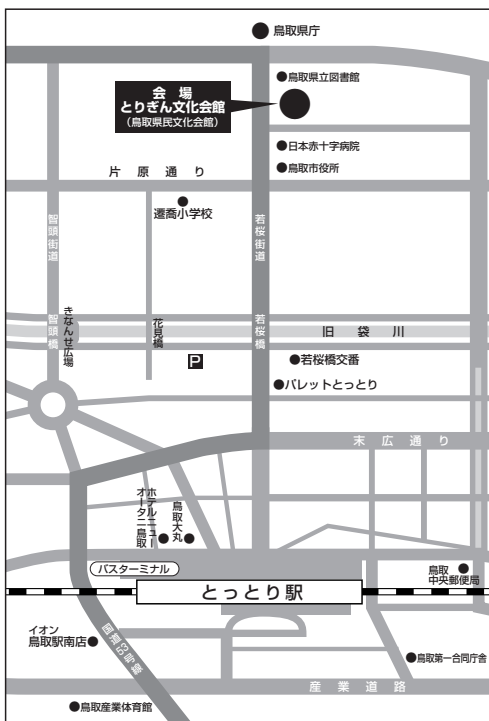 鳥取県庁
鳥取県立図書館
会 場
とりぎん文化会館
(鳥取県民文化会館)
日本赤十字病院
鳥取市役所
片原通り
遷喬小学校
智頭街道
若桜街道
きなんせ広場
智頭橋
花見橋
若桜橋
旧袋川
P
若桜橋交番
パレットとっとり
末広通り
ホテルニュー
オータニ鳥取
鳥取大丸
バスターミナル
鳥取
中央郵便局
とっとり駅
イオン
鳥取駅南店
国道53号線
鳥取第一合同庁舎
産業道路
鳥取産業体育館